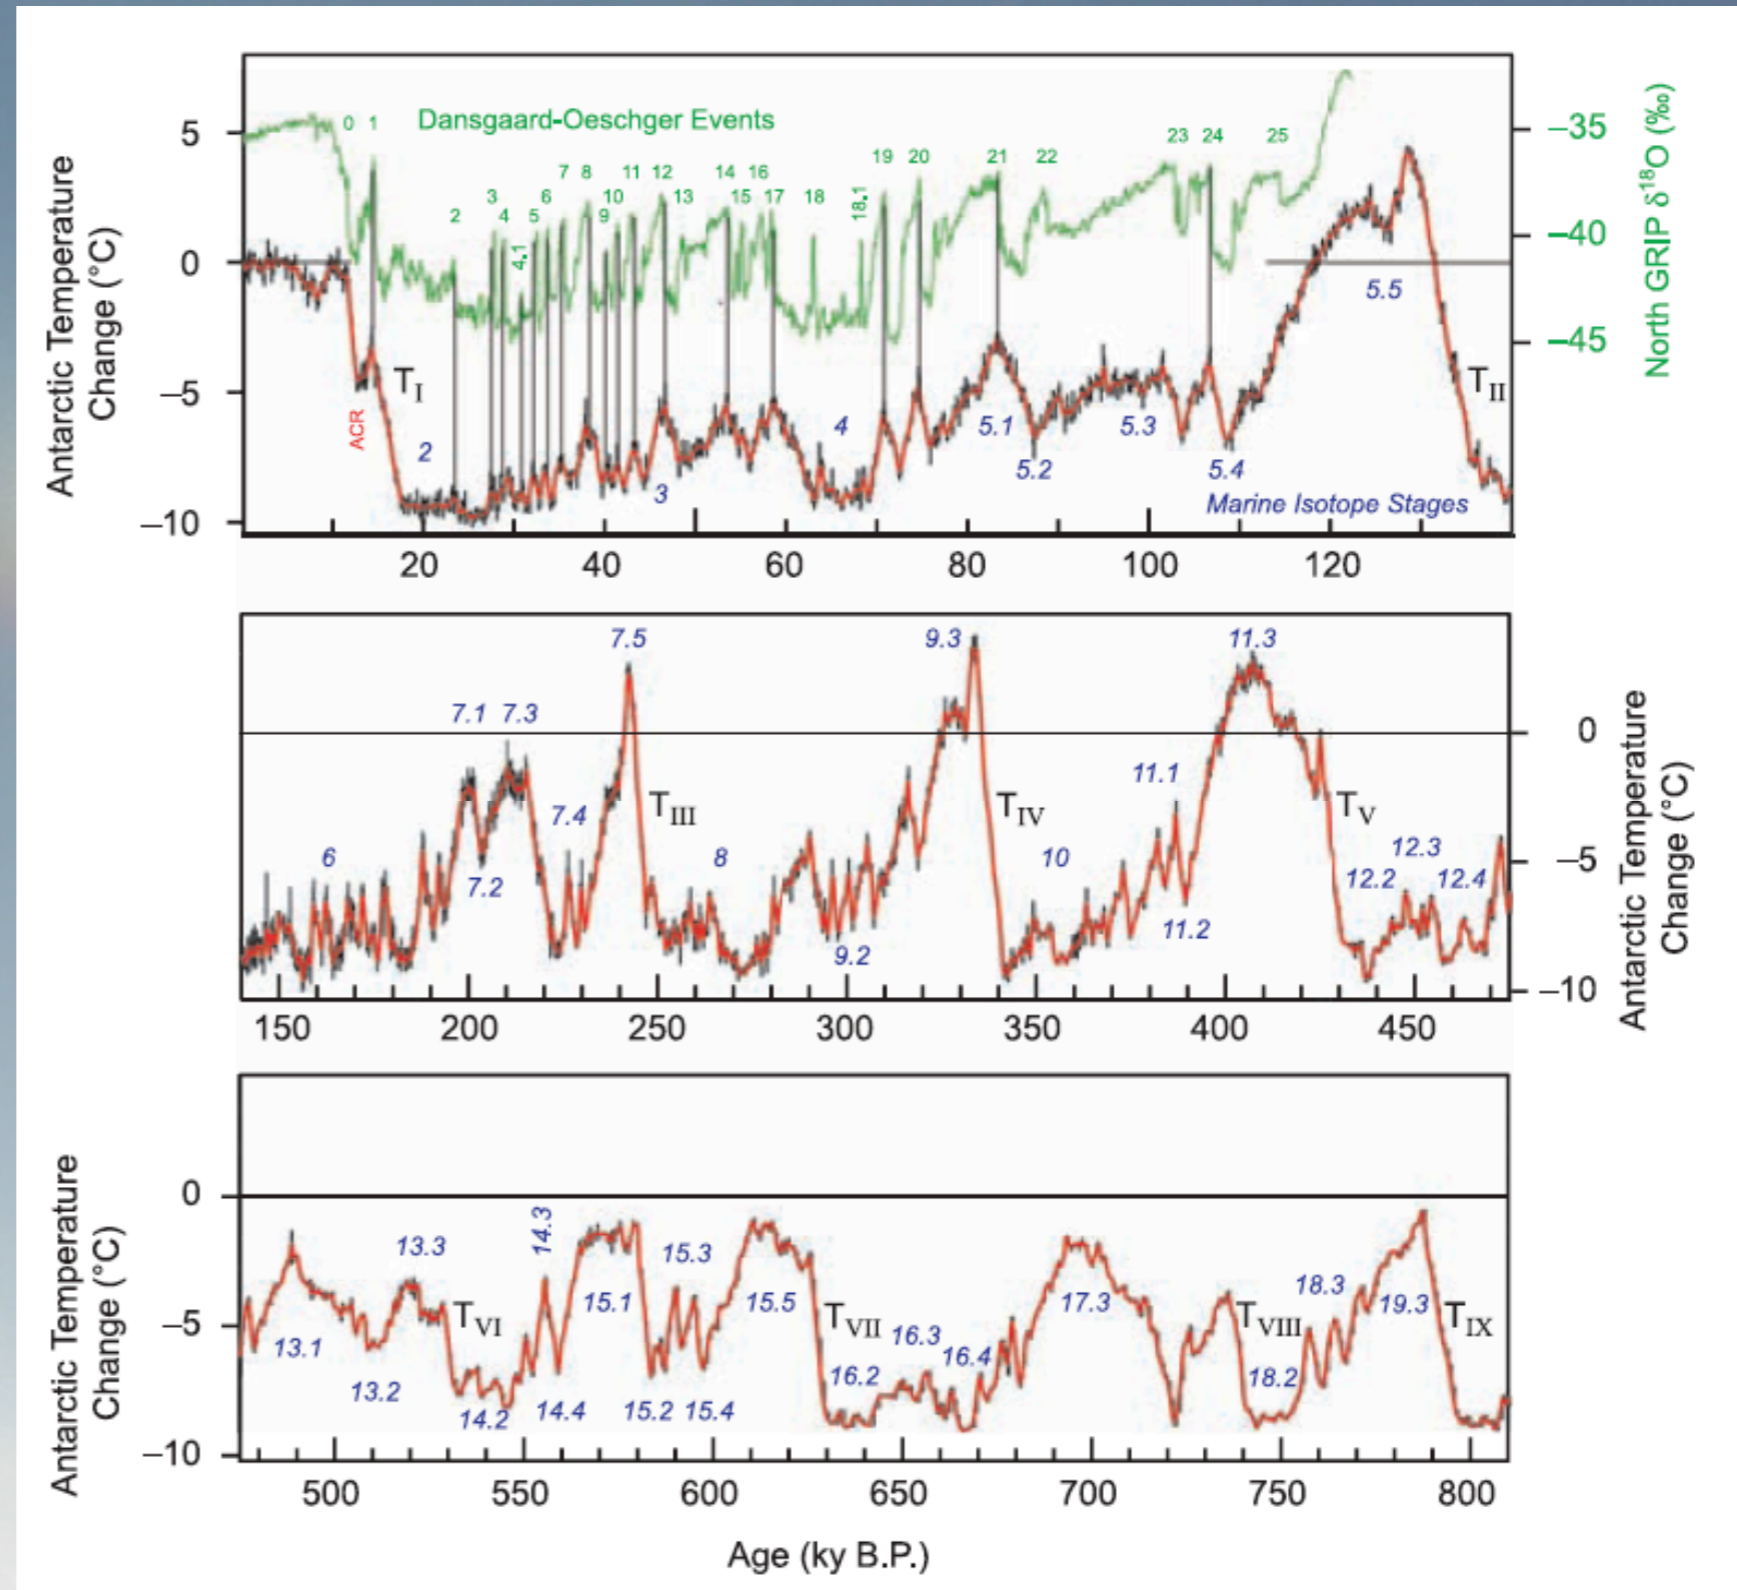 Dansgaard-Oeschger Events
0 1 2 3 4 4.1 5 6 7 8 9 10 11 12 13 14 15 16 17 18 18.1 19 20 21 22 23 24 25
5
0
–5
–10
Antarctic Temperature
Change (°C)
–35
–40
–45
North GRIP δ18O (‰)
ACR
TI
TII
2
3
4
5.1
5.2
5.3
5.4
5.5
Marine Isotope Stages
20 40 60 80 100 120
7.5 9.3 11.3
7.1 7.3
11.1
7.4 TIII TIV TV
6 8 10 12.3
7.2 12.2 12.4
9.2 11.2
0
–5
–10
Antarctic Temperature
Change (°C)
150 200 250 300 350 400 450
0
–5
–10
Antarctic Temperature
Change (°C)
14.3
13.3 15.3
18.3
15.1 15.5 17.3 19.3
TVI TVII TVIII TIX
13.1 16.3
16.4
13.2 16.2 18.2
14.2 14.4 15.2 15.4
500 550 600 650 700 750 800
Age (ky B.P.)